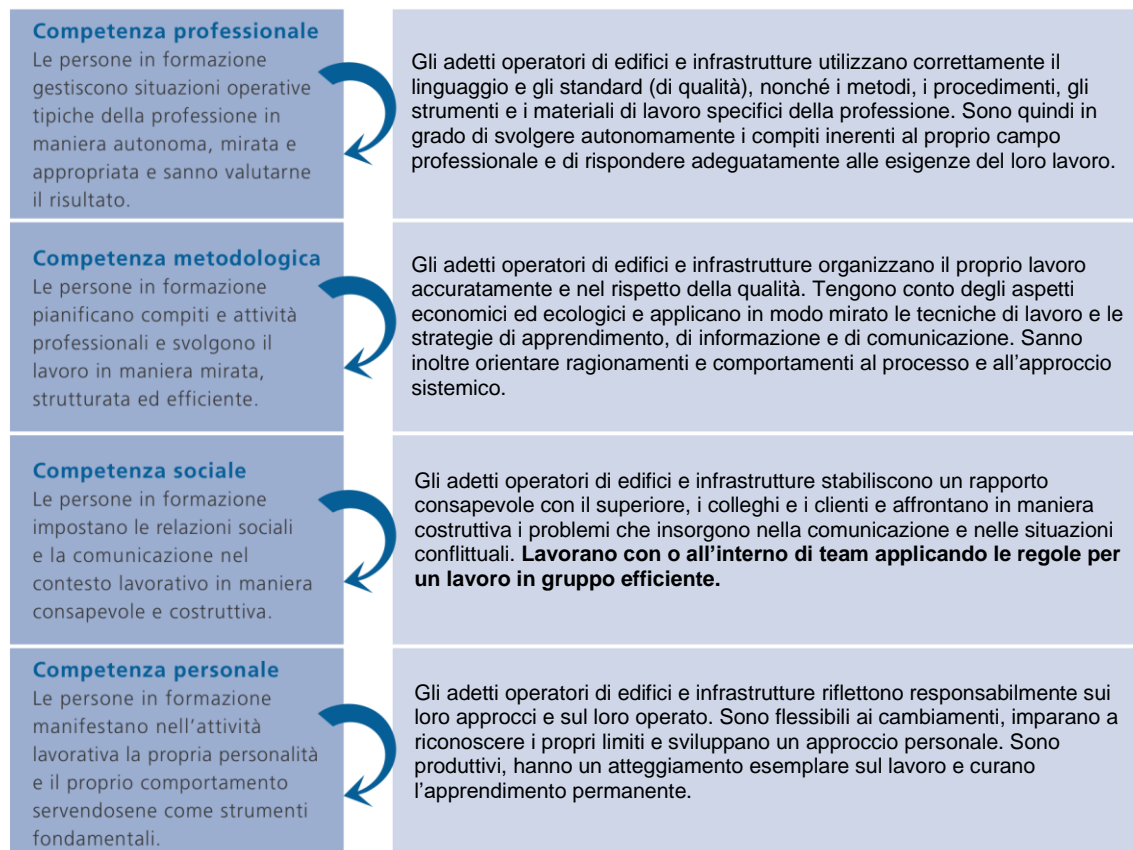 Competenza professionale
Le persone in formazione
gestiscono situazioni operative
tipiche della professione in
maniera autonoma, mirata e
appropriata e sanno valutarne
il risultato.
Gli adetti operatori di edifici e infrastrutture utilizzano correttamente il
linguaggio e gli standard (di qualità), nonché i metodi, i procedimenti, gli
strumenti e i materiali di lavoro specifici della professione. Sono quindi in
grado di svolgere autonomamente i compiti inerenti al proprio campo
professionale e di rispondere adeguatamente alle esigenze del loro lavoro.
Competenza metodologica
Le persone in formazione
pianificano compiti e attività
professionali e svolgono il
lavoro in maniera mirata,
strutturata ed efficiente.
Gli adetti operatori di edifici e infrastrutture organizzano il proprio lavoro
accuratamente e nel rispetto della qualità. Tengono conto degli aspetti
economici ed ecologici e applicano in modo mirato le tecniche di lavoro e le
strategie di apprendimento, di informazione e di comunicazione. Sanno
inoltre orientare ragionamenti e comportamenti al processo e all'approccio
sistemico.
Competenza sociale
Le persone in formazione
impostano le relazioni sociali
e la comunicazione nel
contesto lavorativo in maniera
consapevole e costruttiva.
Gli adetti operatori di edifici e infrastrutture stabiliscono un rapporto
consapevole con il superiore, i colleghi e i clienti e affrontano in maniera
costruttiva i problemi che insorgono nella comunicazione e nelle situazioni
conflittuali. Lavorano con o all'interno di team applicando le regole per
un lavoro in gruppo efficiente.
Competenza personale
Le persone in formazione
manifestano nell'attività
lavorativa la propria personalità
e il proprio comportamento
servendosene come strumenti
fondamentali.
Gli adetti operatori di edifici e infrastrutture riflettono responsabilmente sui
loro approcci e sul loro operato. Sono flessibili ai cambiamenti, imparano a
riconoscere i propri limiti e sviluppano un approccio personale. Sono
produttivi, hanno un atteggiamento esemplare sul lavoro e curano
l'apprendimento permanente.